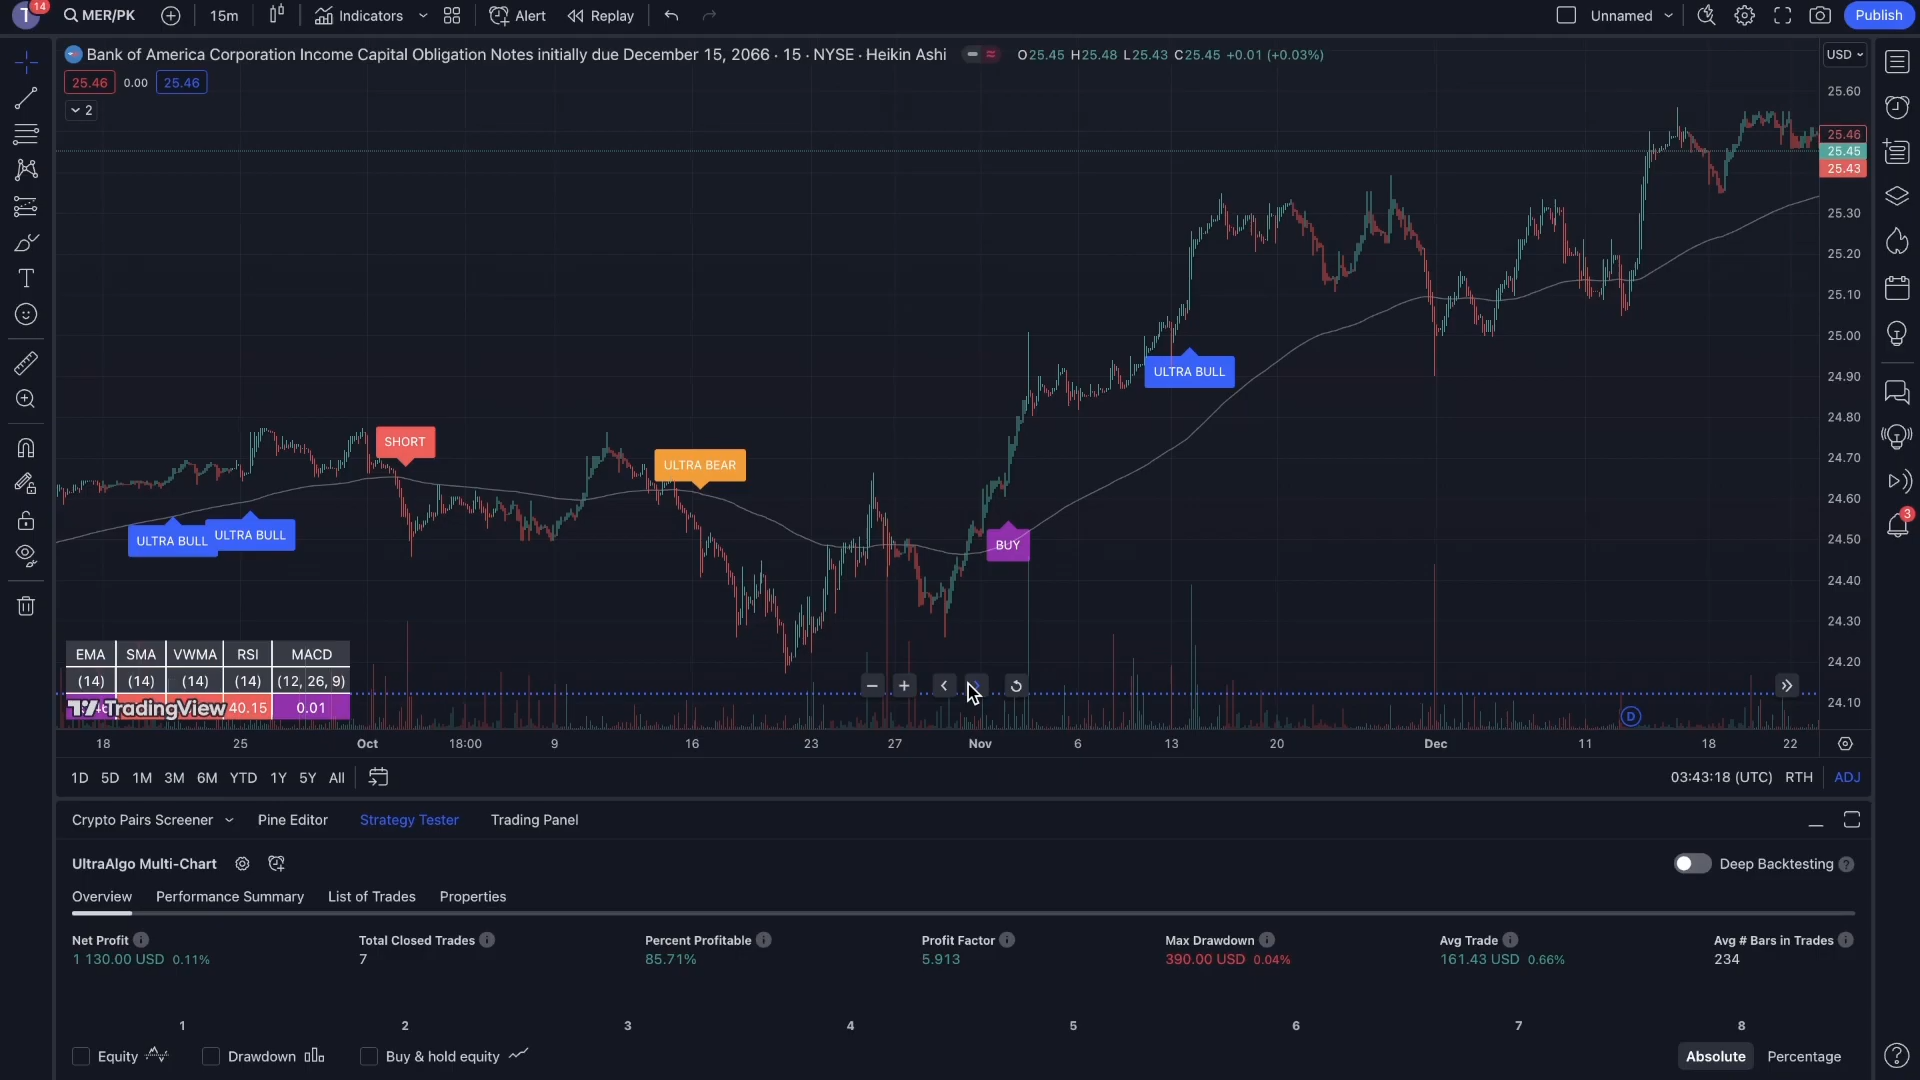 T 14 MER/PK 15m Indicators Alert Replay Unnamed Publish
Bank of America Corporation Income Capital Obligation Notes initially due December 15, 2066 · 15 · NYSE · Heikin Ashi O25.45 H25.48 L25.43 C25.45 +0.01 (+0.03%) USD
25.46 0.00 25.46
2
25.60
25.46
25.45
25.43
25.30
25.20
25.10
25.00
24.90
24.80
24.70
24.60
24.50
24.40
24.30
24.20
24.10
ULTRA BULL
SHORT
ULTRA BEAR
ULTRA BULL
ULTRA BULL
BUY
3
EMA SMA VWMA RSI MACD
(14) (14) (14) (14) (12, 26, 9)
TradingView 40.15 0.01
D
18 25 Oct 18:00 9 16 23 27 Nov 6 13 20 Dec 11 18 22
1D 5D 1M 3M 6M YTD 1Y 5Y All 03:43:18 (UTC) RTH ADJ
Crypto Pairs Screener Pine Editor Strategy Tester Trading Panel
UltraAlgo Multi-Chart Deep Backtesting
Overview Performance Summary List of Trades Properties
Net Profit Total Closed Trades Percent Profitable Profit Factor Max Drawdown Avg Trade Avg # Bars in Trades
1 130.00 USD 0.11% 7 85.71% 5.913 390.00 USD 0.04% 161.43 USD 0.66% 234
1 2 3 4 5 6 7 8
Equity Drawdown Buy & hold equity Absolute Percentage